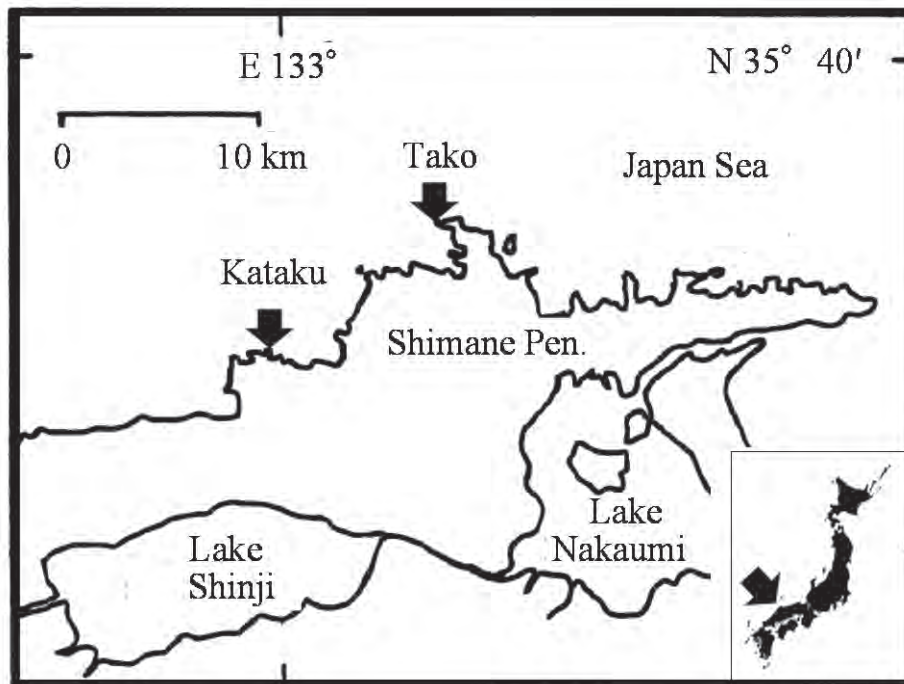 E 133°
N 35° 40′
0
10 km
Tako
Japan Sea
Kataku
Shimane Pen.
Lake
Nakaumi
Lake
Shinji